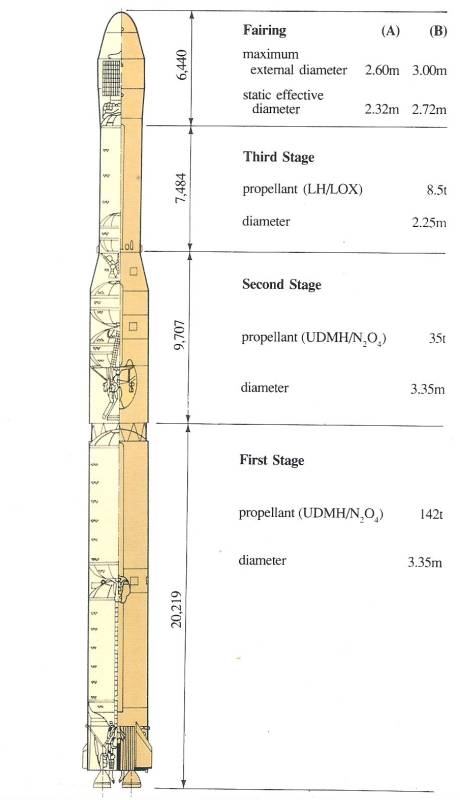 Fairing (A) (B)
maximum
external diameter 2.60m 3.00m
static effective
diameter 2.32m 2.72m
6,440
Third Stage
propellant (LH/LOX) 8.5t
diameter 2.25m
7,484
Second Stage
propellant (UDMH/N₂O₄) 35t
diameter 3.35m
9,707
First Stage
propellant (UDMH/N₂O₄) 142t
diameter 3.35m
20,219